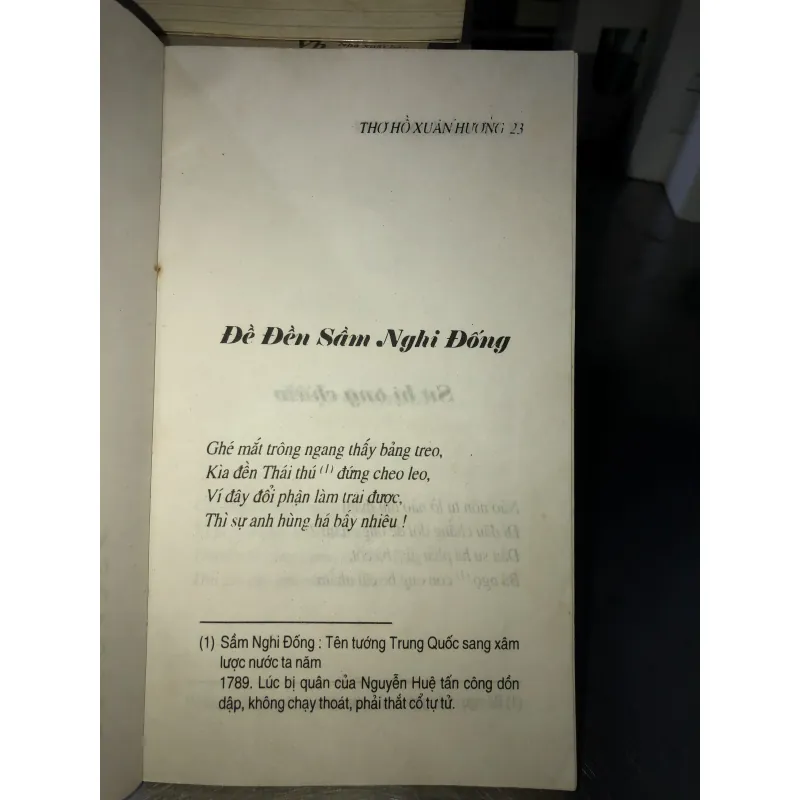 THƠ HỒ XUÂN HƯƠNG 23
Đề Đền Sầm Nghi Đống
Ghé mắt trông ngang thấy bảng treo,
Kìa đền Thái thú (1) đứng cheo leo,
Ví đây đổi phận làm trai được,
Thì sự anh hùng há bấy nhiêu !
(1) Sầm Nghi Đống : Tên tướng Trung Quốc sang xâm
lược nước ta năm
1789. Lúc bị quân của Nguyễn Huệ tấn công dồn
dập, không chạy thoát, phải thắt cổ tự tử.